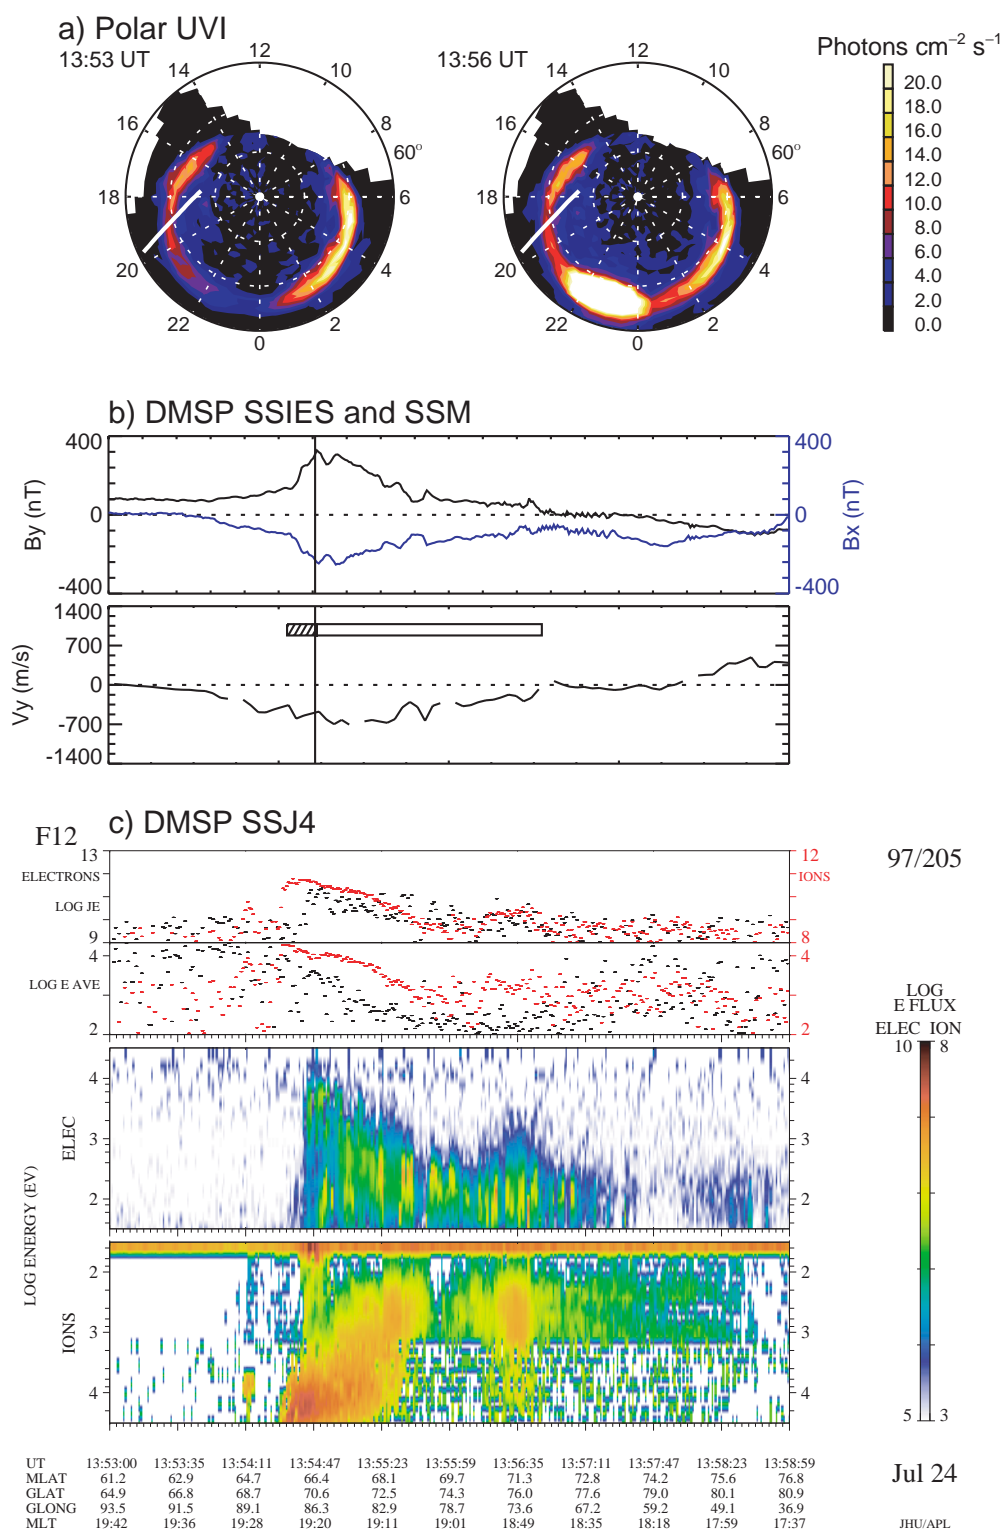 a) Polar UVI
13:53 UT
13:56 UT
Photons cm⁻² s⁻¹
12
14
10
16
8
60°
18
6
20
4
22
2
0
12
14
10
16
8
60°
18
6
20
4
22
2
0
20.0
18.0
16.0
14.0
12.0
10.0
8.0
6.0
4.0
2.0
0.0
b) DMSP SSIES and SSM
400
0
-400
By (nT)
400
0
-400
Bx (nT)
1400
700
0
-700
-1400
Vy (m/s)
c) DMSP SSJ4
F12
97/205
13
ELECTRONS
LOG JE
9
12
IONS
8
4
LOG E AVE
2
4
2
LOG
E FLUX
ELEC ION
10 8
5 3
LOG ENERGY (EV)
ELEC
4
3
2
4
3
2
IONS
2
3
4
2
3
4
UT 13:53:00 13:53:35 13:54:11 13:54:47 13:55:23 13:55:59 13:56:35 13:57:11 13:57:47 13:58:23 13:58:59
MLAT 61.2 62.9 64.7 66.4 68.1 69.7 71.3 72.8 74.2 75.6 76.8
GLAT 64.9 66.8 68.7 70.6 72.5 74.3 76.0 77.6 79.0 80.1 80.9
GLONG 93.5 91.5 89.1 86.3 82.9 78.7 73.6 67.2 59.2 49.1 36.9
MLT 19:42 19:36 19:28 19:20 19:11 19:01 18:49 18:35 18:18 17:59 17:37
Jul 24
JHU/APL